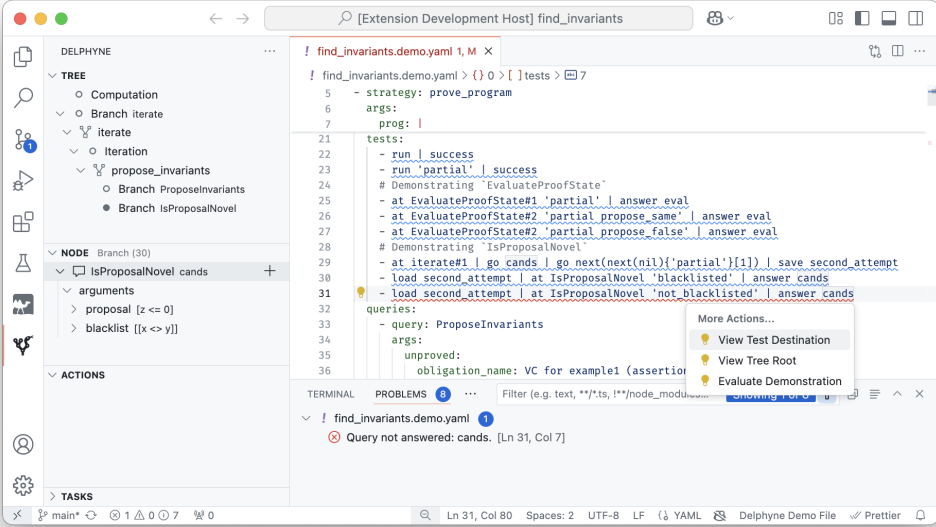 [Extension Development Host] find_invariants
DELPHYNE ···
TREE
Computation
Branch iterate
iterate
Iteration
propose_invariants
Branch ProposeInvariants
Branch IsProposalNovel
NODE Branch (30)
IsProposalNovel cands
arguments
proposal [z <= 0]
blacklist [[x <> y]]
ACTIONS
TASKS
1
! find_invariants.demo.yaml 1, M
! find_invariants.demo.yaml > {} 0 > [ ] tests > abc 7
5 - strategy: prove_program
6 args:
7 prog: |
21 tests:
22 - run | success
23 - run 'partial' | success
24 # Demonstrating `EvaluateProofState`
25 - at EvaluateProofState#1 'partial' | answer eval
26 - at EvaluateProofState#2 'partial propose_same' | answer eval
27 - at EvaluateProofState#2 'partial propose_false' | answer eval
28 # Demonstrating `IsProposalNovel`
29 - at iterate#1 | go cands | go next(next(nil){'partial'}[1]) | save second_attempt
30 - load second_attempt | at IsProposalNovel 'blacklisted' | answer cands
31 - load second_attempt | at IsProposalNovel 'not_blacklisted' | answer cands
32 queries:
33 - query: ProposeInvariants
34 args:
35 unproved:
36 obligation_name: VC for example1 (assertion
More Actions...
View Test Destination
View Tree Root
Evaluate Demonstration
TERMINAL PROBLEMS 8 ··· Filter (e.g. text, **/*.ts, !**/node_modules...
! find_invariants.demo.yaml 1
Query not answered: cands. [Ln 31, Col 7]
main* 1 0 7 0 Ln 31, Col 80 Spaces: 2 UTF-8 LF {} YAML Delphyne Demo File Prettier